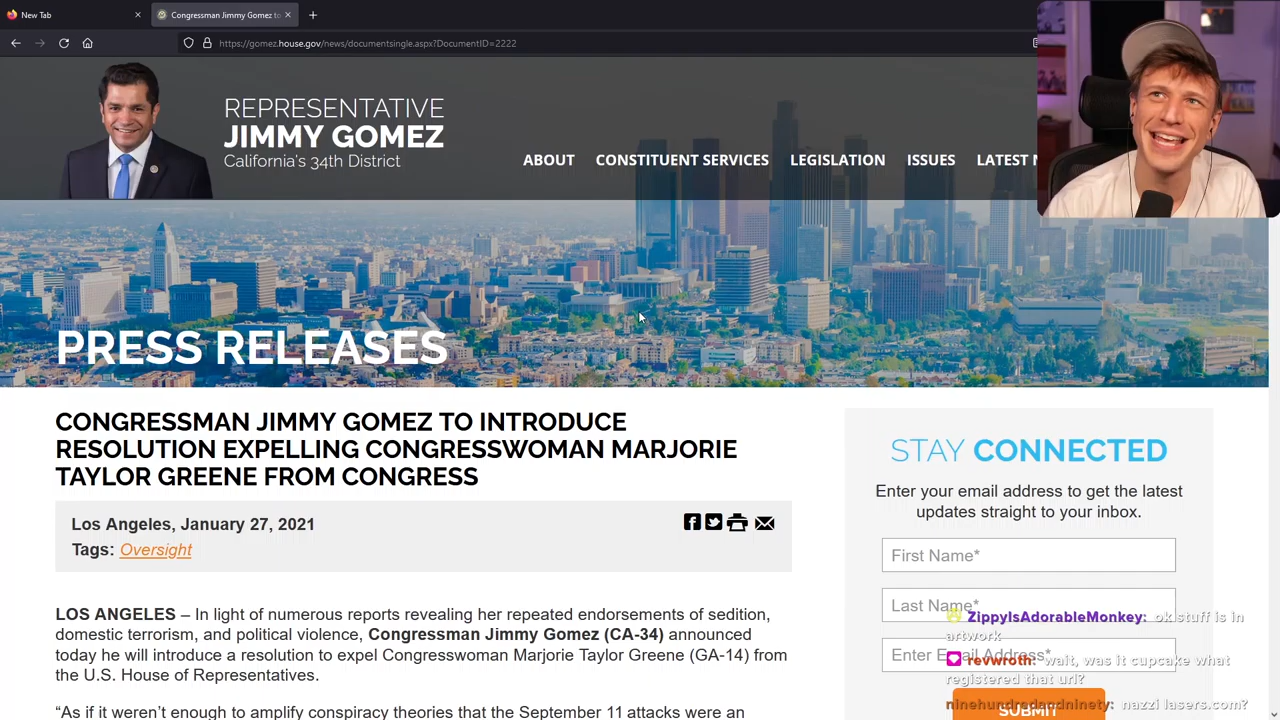 New Tab
Congressman Jimmy Gomez to
https://gomez.house.gov/news/documentsingle.aspx?DocumentID=2222
REPRESENTATIVE
JIMMY GOMEZ
California's 34th District
ABOUT CONSTITUENT SERVICES LEGISLATION ISSUES LATEST N
PRESS RELEASES
CONGRESSMAN JIMMY GOMEZ TO INTRODUCE
RESOLUTION EXPELLING CONGRESSWOMAN MARJORIE
TAYLOR GREENE FROM CONGRESS
Los Angeles, January 27, 2021
Tags: Oversight
LOS ANGELES – In light of numerous reports revealing her repeated endorsements of sedition,
domestic terrorism, and political violence, Congressman Jimmy Gomez (CA-34) announced
today he will introduce a resolution to expel Congresswoman Marjorie Taylor Greene (GA-14) from
the U.S. House of Representatives.
“As if it weren’t enough to amplify conspiracy theories that the September 11 attacks were an
STAY CONNECTED
Enter your email address to get the latest
updates straight to your inbox.
First Name*
Last Name*
Enter Email Address*
SUBMIT
ZippyIsAdorableMonkey: ok stuff is in
artwork
revwroth: wait, was it cupcake what
registered that url?
ninehundredandninety: nazzi lasers.com?